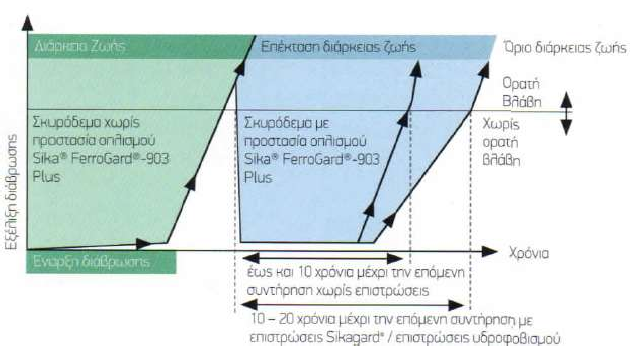 Διάρκεια Ζωής
Επέκταση διάρκειας ζωής
Όριο διάρκειας ζωής
Ορατή
Βλάβη
Χωρίς
ορατή
βλάβη
Σκυρόδεμα χωρίς
προστασία οπλισμού
Sika® FerroGard®-903
Plus
Σκυρόδεμα με
προστασία οπλισμού
Sika® FerroGard®-903
Plus
Εξέλιξη διάβρωσης
Χρόνια
Έναρξη διάβρωσης
έως και 10 χρόνια μέχρι την επόμενη
συντήρηση χωρίς επιστρώσεις
10 – 20 χρόνια μέχρι την επόμενη συντήρηση με
επιστρώσεις Sikagard® / επιστρώσεις υδροφοβισμού